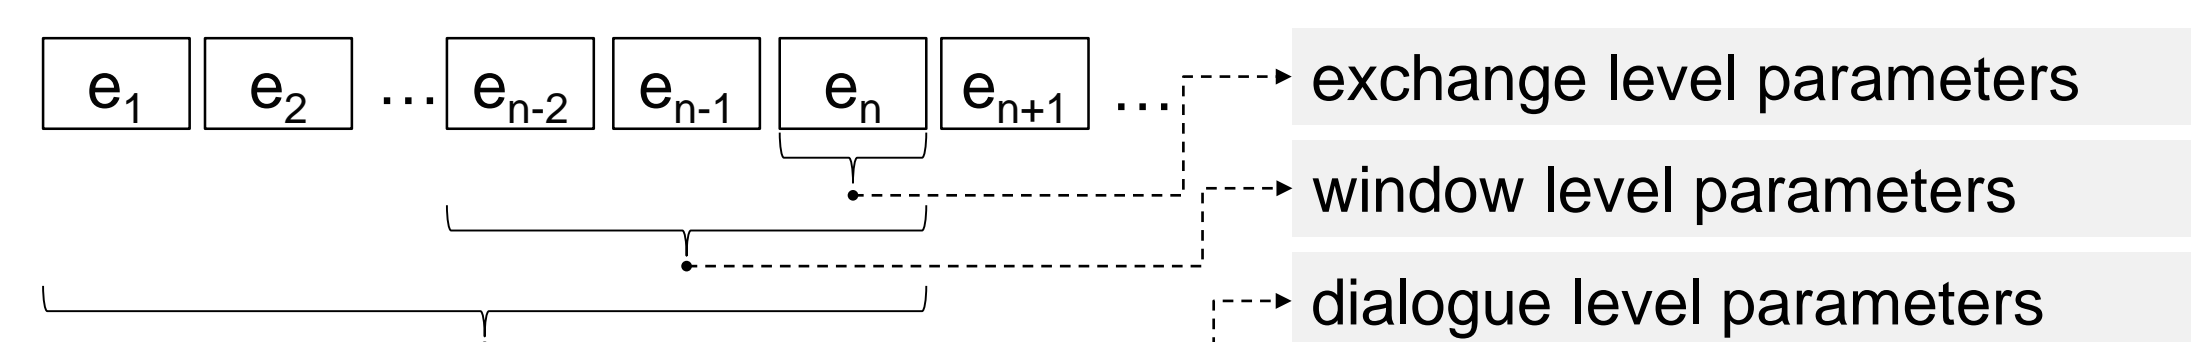 e₁ e₂ … eₙ₋₂ eₙ₋₁ eₙ eₙ₊₁ …
exchange level parameters
window level parameters
dialogue level parameters